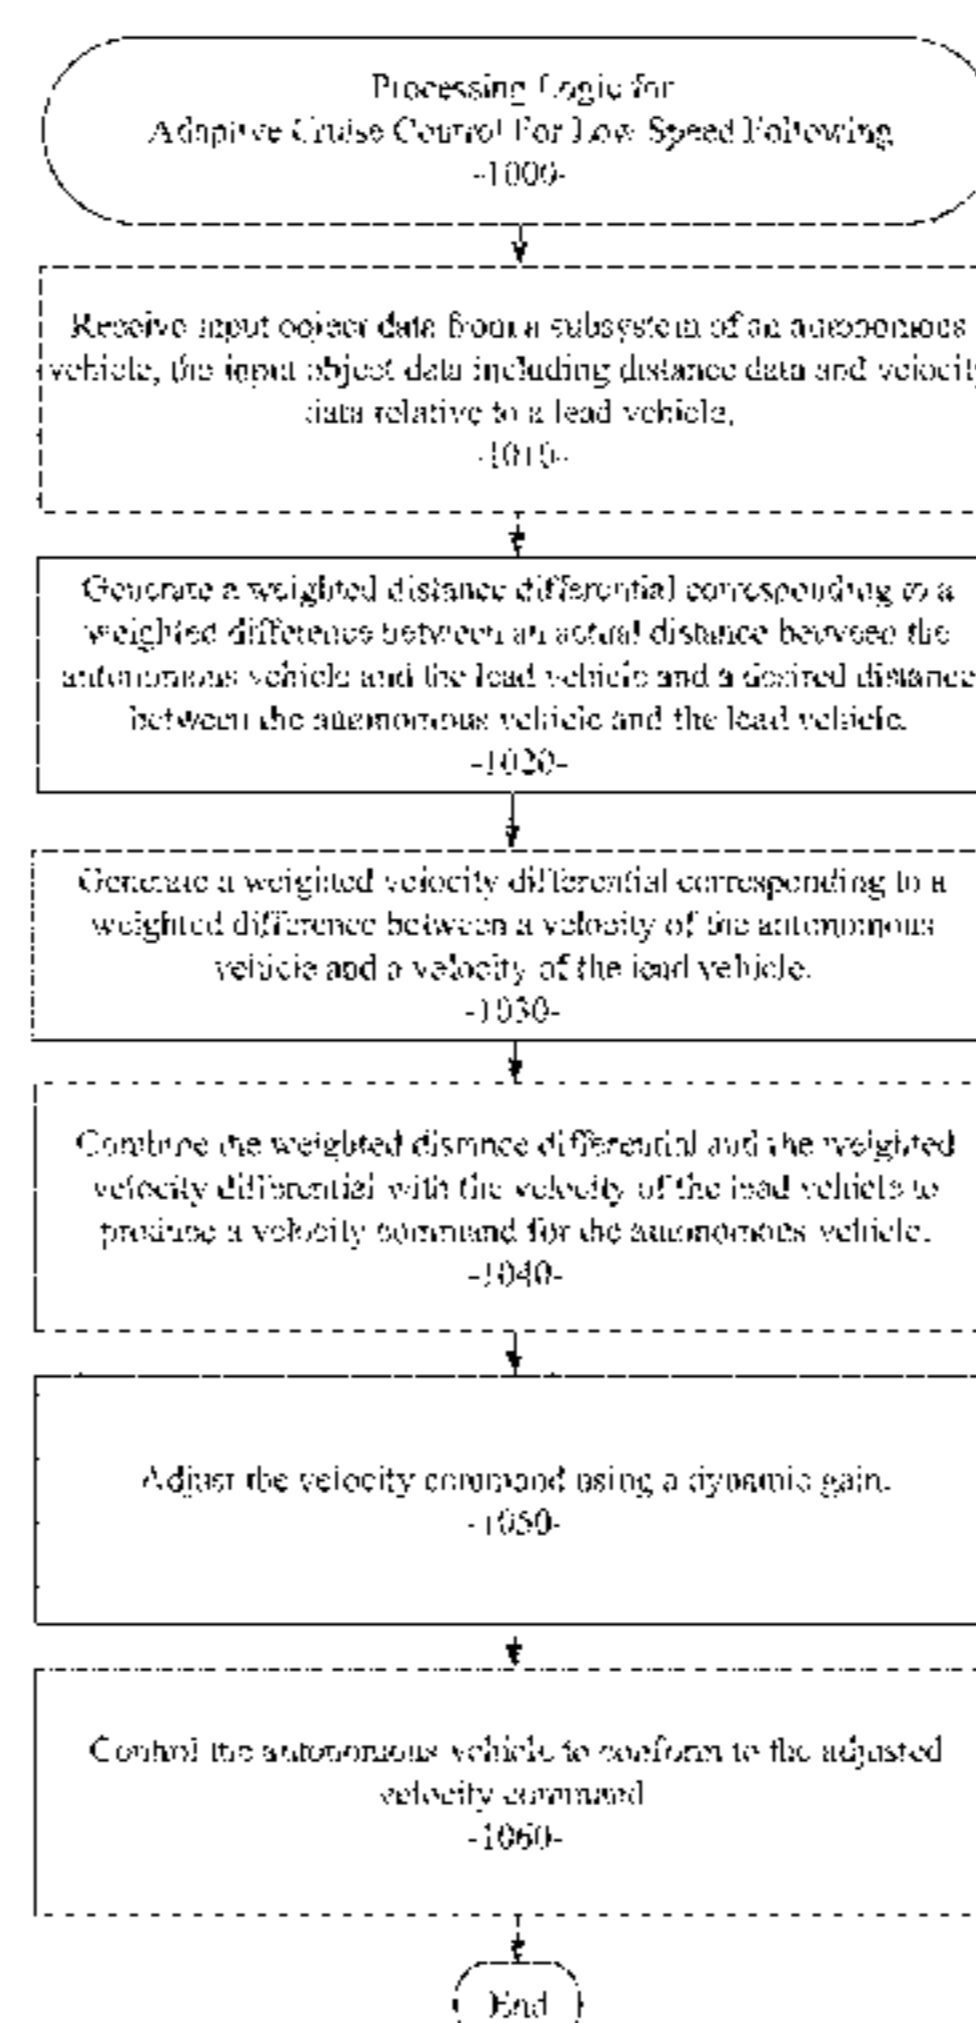 Processing Logic for
Adaptive Cruise Control For Low Speed Following
-1000-
Receive input object data from a subsystem of an autonomous
vehicle, the input object data including distance data and velocity
data relative to a lead vehicle.
-1010-
Generate a weighted distance differential corresponding to a
weighted difference between an actual distance between the
autonomous vehicle and the lead vehicle and a desired distance
between the autonomous vehicle and the lead vehicle.
-1020-
Generate a weighted velocity differential corresponding to a
weighted difference between a velocity of the autonomous
vehicle and a velocity of the lead vehicle.
-1030-
Combine the weighted distance differential and the weighted
velocity differential with the velocity of the lead vehicle to
produce a velocity command for the autonomous vehicle.
-1040-
Adjust the velocity command using a dynamic gain.
-1050-
Control the autonomous vehicle to conform to the adjusted
velocity command
-1060-
End